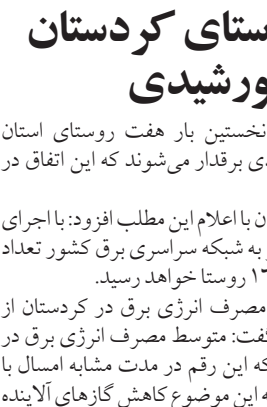 ستای کردستان
ورشیدی
نخستین بار هفت روستای استان
دی برقدار می‌شوند که این اتفاق در
ن با اعلام این مطلب افزود: با اجرای
به شبکه سراسری برق کشور تعداد
روستا خواهد رسید.
مصرف انرژی برق در کردستان از
گفت: متوسط مصرف انرژی برق در
که این رقم در مدت مشابه امسال با
ه این موضوع کاهش گازهای آلاینده